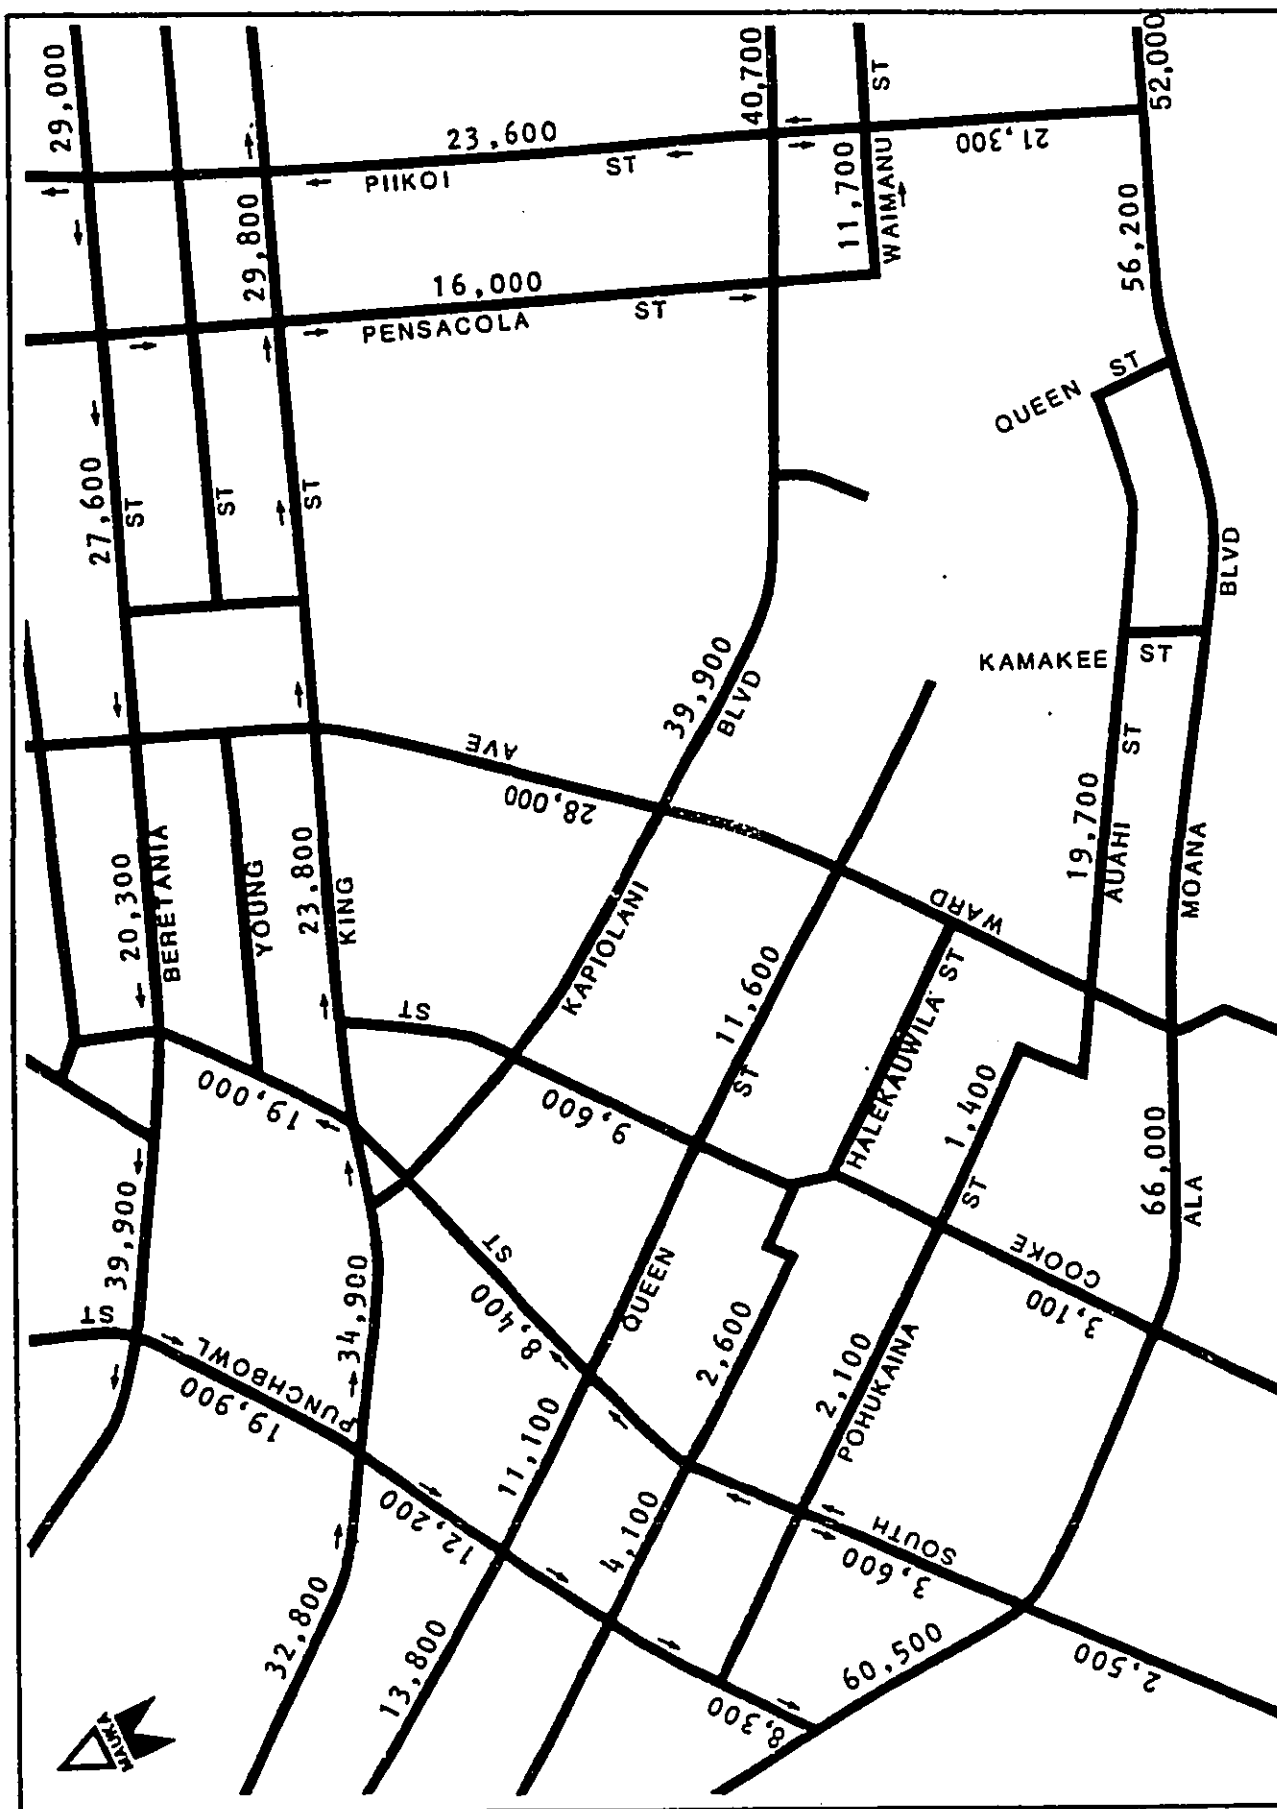 29,000
40,700
52,000
23,600
21,300
PIIKOI
ST
11,700
WAIMANU
ST
29,800
56,200
16,000
PENSACOLA
ST
QUEEN
ST
27,600
ST
ST
ST
BLVD
39,900
BLVD
KAMAKEE
ST
AVE
28,000
19,700
AUAHI
ST
20,300
BERETANIA
YOUNG
23,800
KING
KAPIOLANI
WARD
MOANA
ST
11,600
ST
HALEKAUWILA ST
19,000
9,600
1,400
ST
66,000
ALA
39,900
ST
8,400
QUEEN
COOKE
3,100
ST
PUNCHBOWL
19,900
34,900
2,600
2,100
POHUKAINA
11,100
12,200
4,100
SOUTH
3,600
32,800
13,800
60,500
2,500
8,300
MAUKA